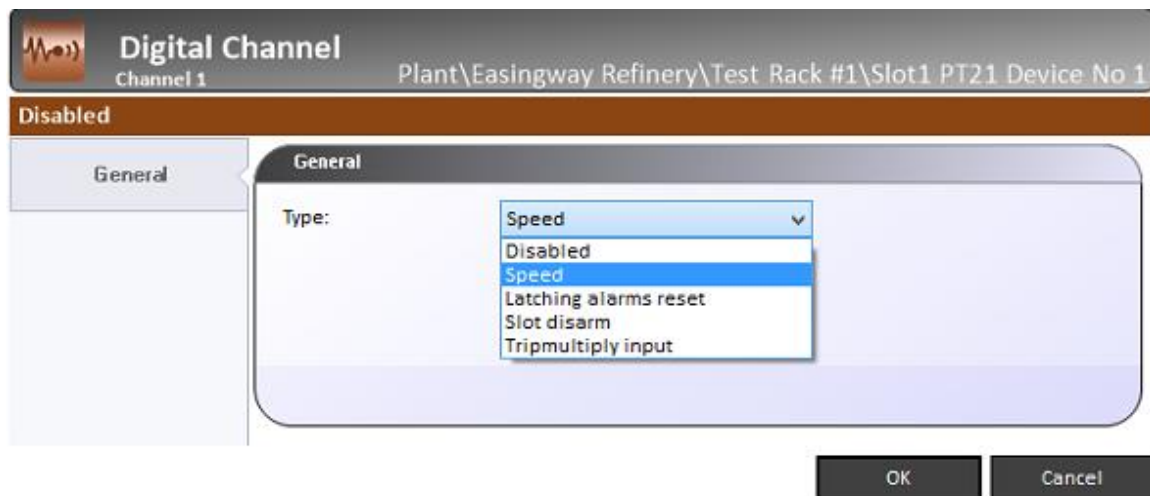 Digital Channel
Channel 1
Plant\Easingway Refinery\Test Rack #1\Slot1 PT21 Device No 1
Disabled
General
General
Type:
Speed
Disabled
Speed
Latching alarms reset
Slot disarm
Tripmultiply input
OK
Cancel